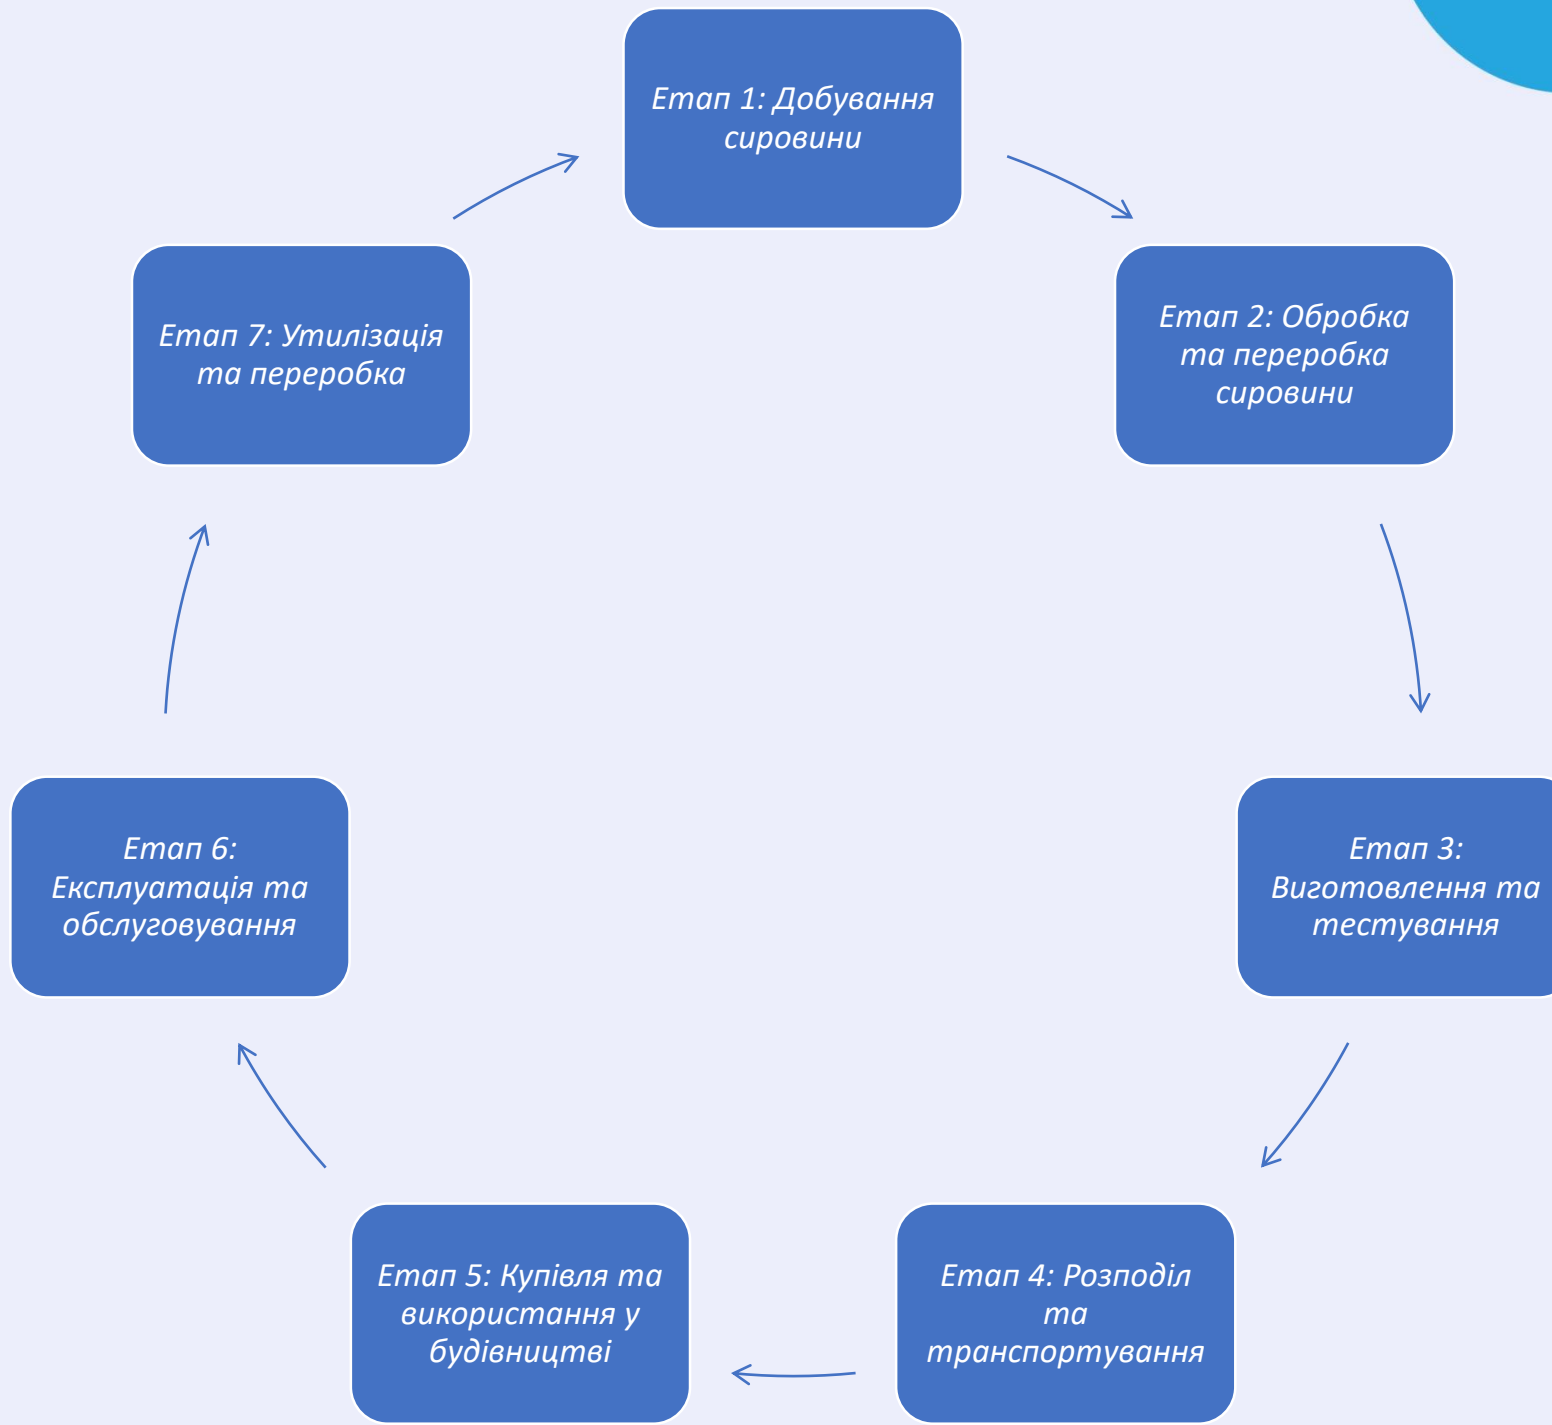 Етап 1: Добування
сировини
Етап 2: Обробка
та переробка
сировини
Етап 3:
Виготовлення та
тестування
Етап 4: Розподіл
та
транспортування
Етап 5: Купівля та
використання у
будівництві
Етап 6:
Експлуатація та
обслуговування
Етап 7: Утилізація
та переробка